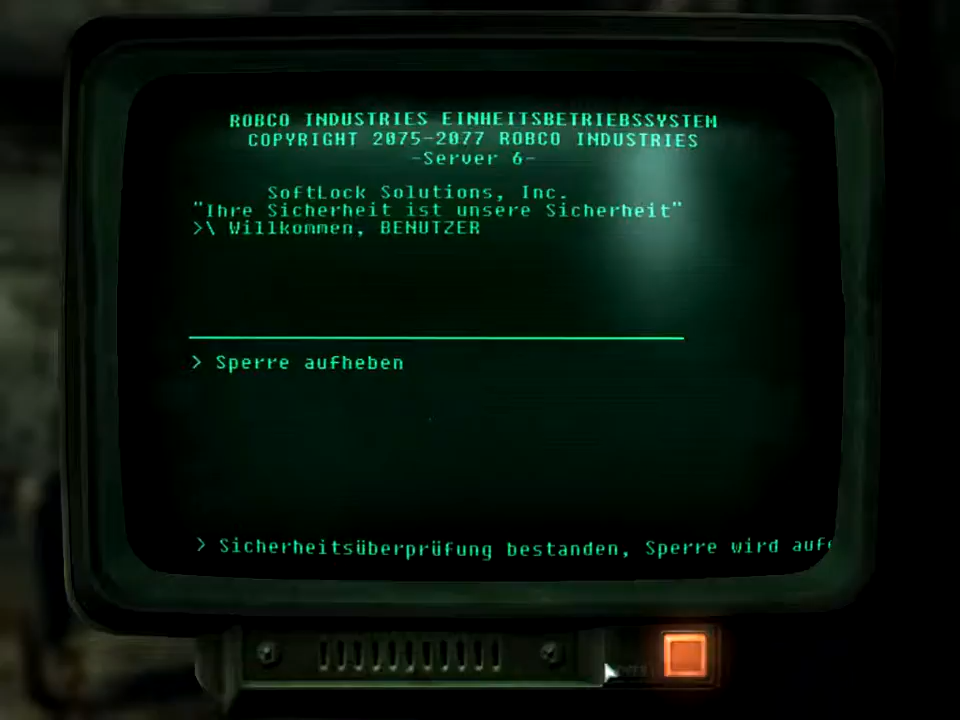 ROBCO INDUSTRIES EINHEITSBETRIEBSSYSTEM
COPYRIGHT 2075-2077 ROBCO INDUSTRIES
-Server 6-
SoftLock Solutions, Inc.
"Ihre Sicherheit ist unsere Sicherheit"
>\ Willkommen, BENUTZER
> Sperre aufheben
> Sicherheitsüberprüfung bestanden, Sperre wird